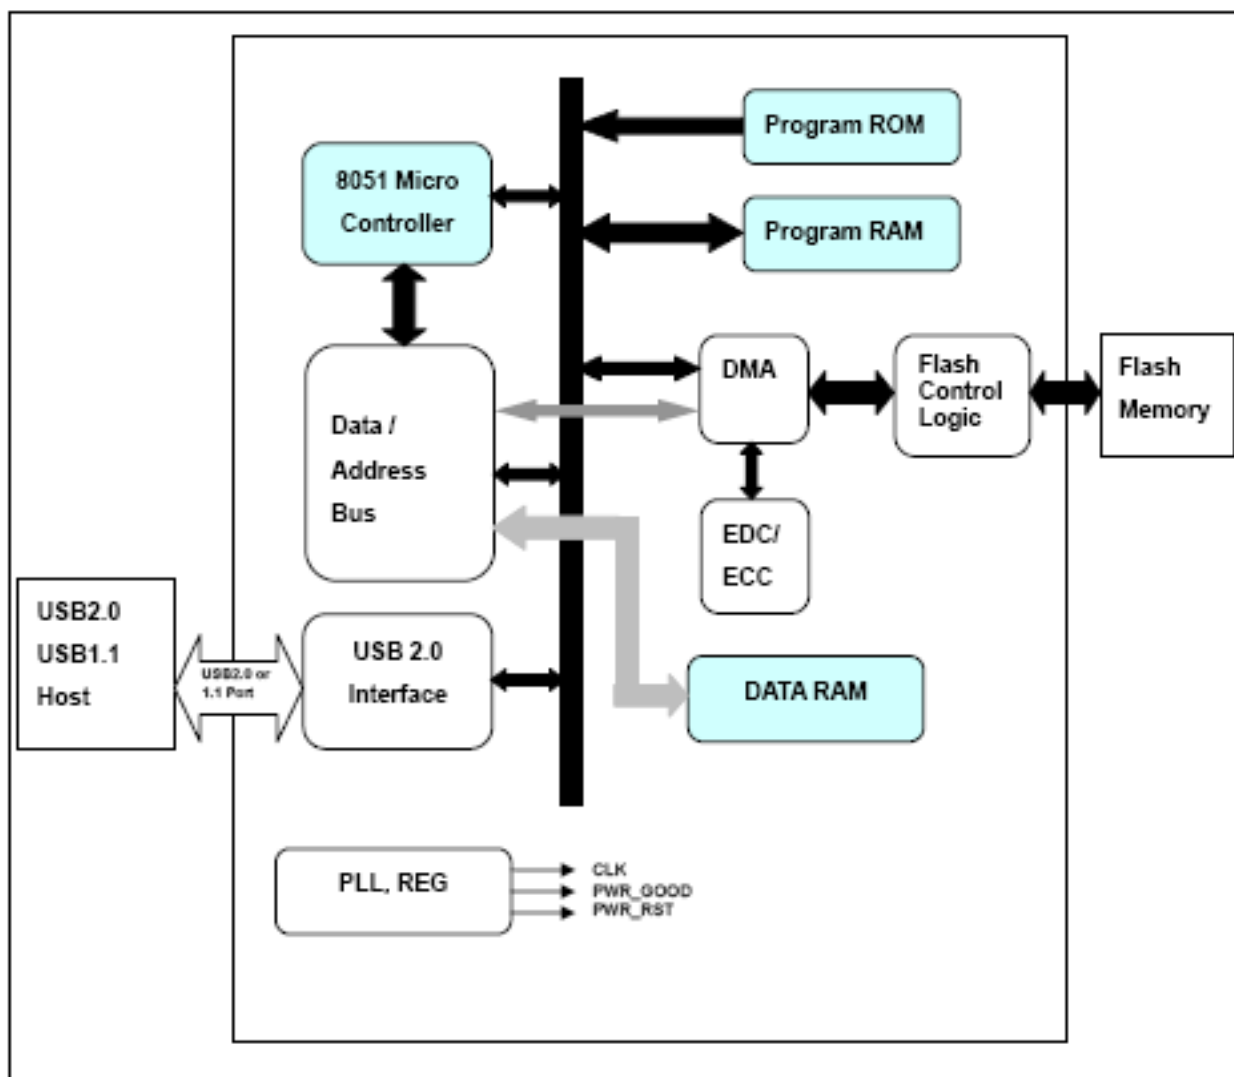 Program ROM
8051 Micro
Controller
Program RAM
Data /
Address
Bus
DMA
Flash
Control
Logic
Flash
Memory
EDC/
ECC
USB2.0
USB1.1
Host
USB2.0 or
1.1 Port
USB 2.0
Interface
DATA RAM
PLL, REG
CLK
PWR_GOOD
PWR_RST